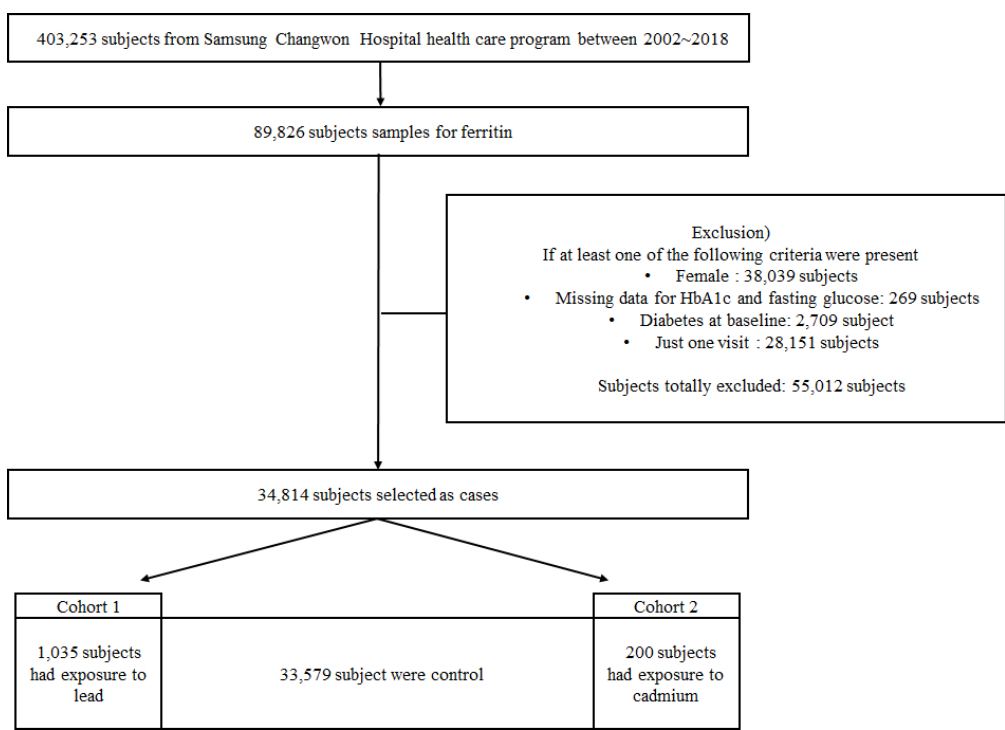 403,253 subjects from Samsung Changwon Hospital health care program between 2002~2018
89,826 subjects samples for ferritin
Exclusion)
If at least one of the following criteria were present
• Female : 38,039 subjects
• Missing data for HbA1c and fasting glucose: 269 subjects
• Diabetes at baseline: 2,709 subject
• Just one visit : 28,151 subjects
Subjects totally excluded: 55,012 subjects
34,814 subjects selected as cases
Cohort 1
1,035 subjects
had exposure to
lead
33,579 subject were control
Cohort 2
200 subjects
had exposure to
cadmium